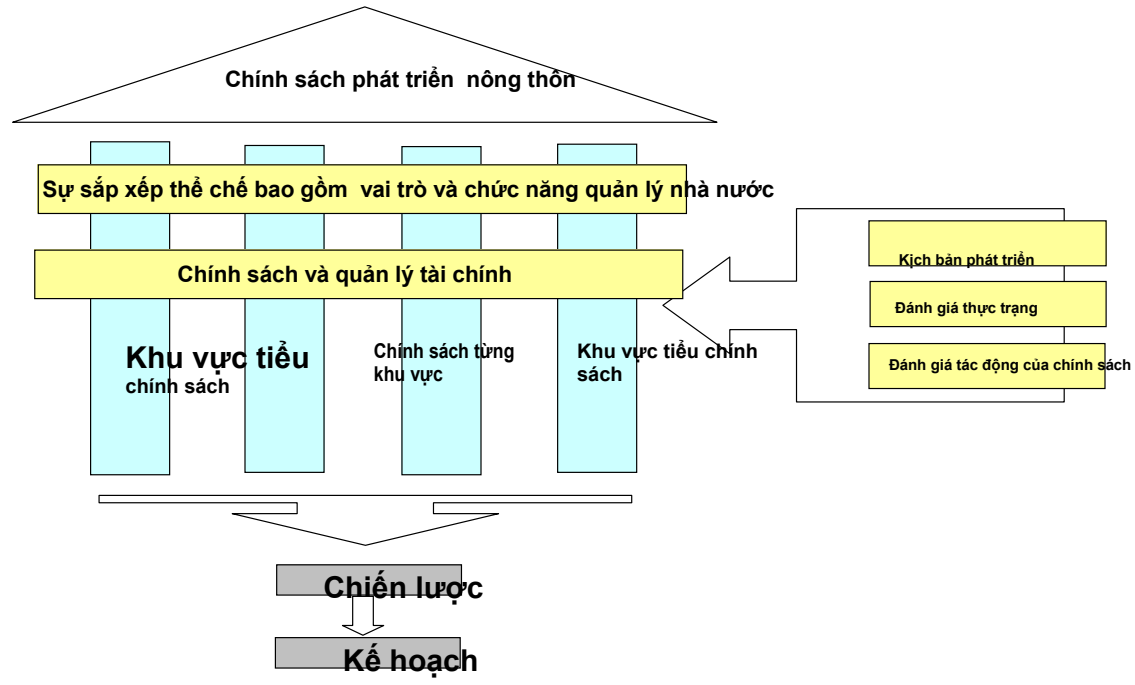 Chính sách phát triển nông thôn
Sự sắp xếp thể chế bao gồm vai trò và chức năng quản lý nhà nước
Chính sách và quản lý tài chính
Kịch bản phát triển
Đánh giá thực trạng
Đánh giá tác động của chính sách
Khu vực tiểu
chính sách
Chính sách từng
khu vực
Khu vực tiểu chính
sách
Chiến lược
Kế hoạch